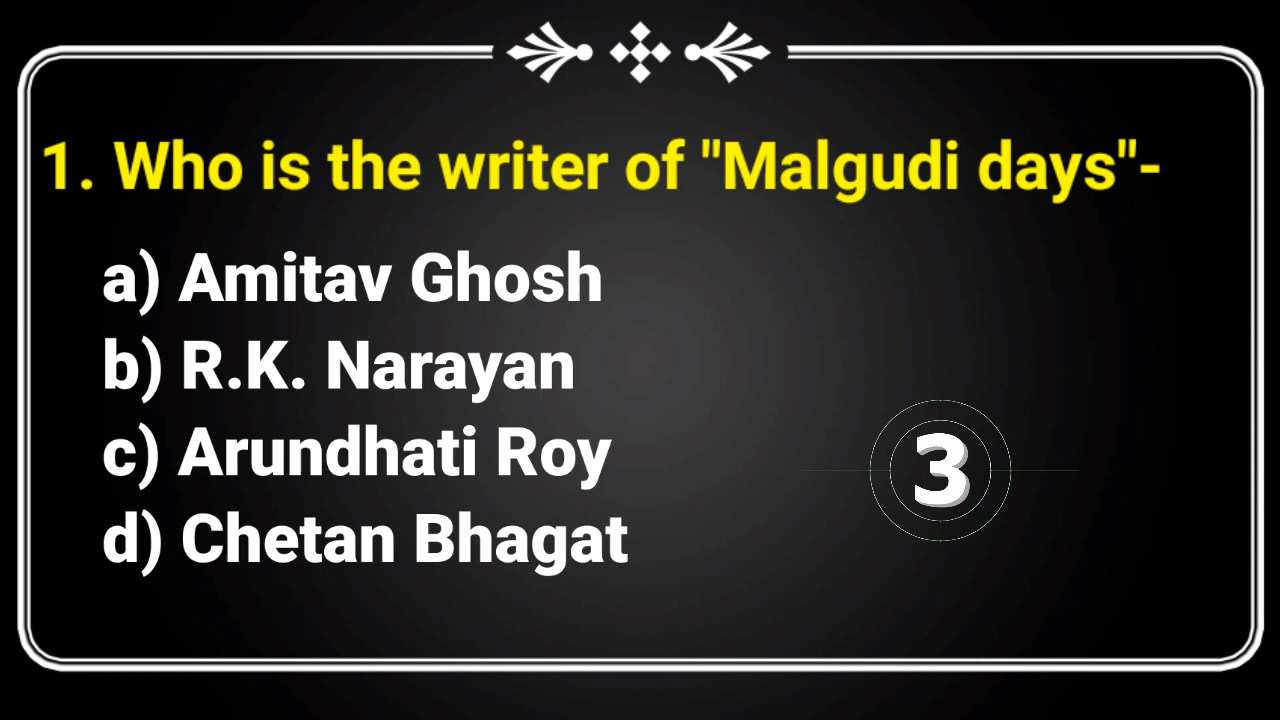 1. Who is the writer of "Malgudi days"-
a) Amitav Ghosh
b) R.K. Narayan
c) Arundhati Roy
d) Chetan Bhagat
3